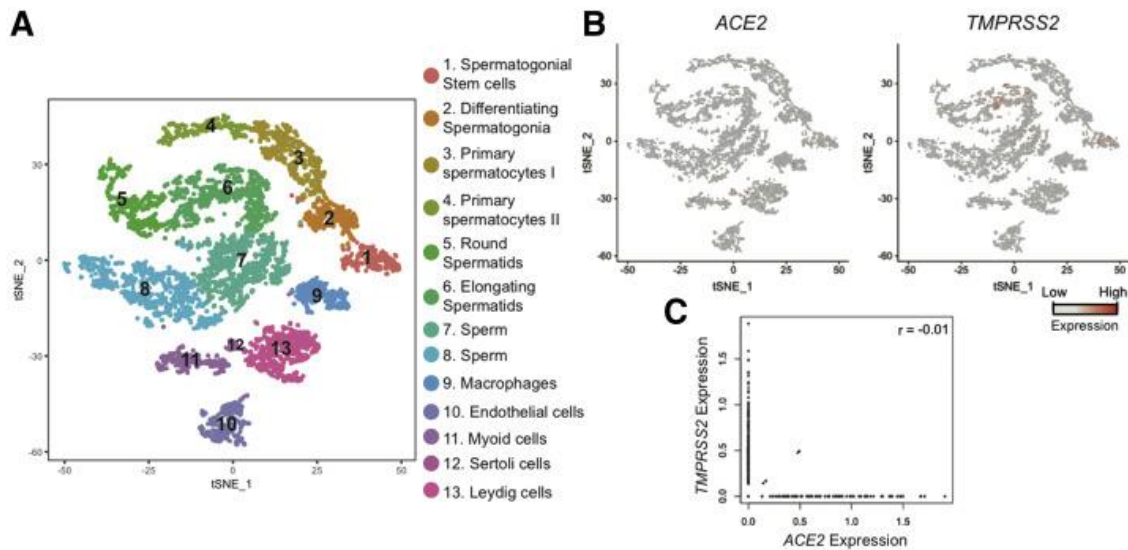 A
tSNE_2
30
0
-30
-60
-50
-25
0
25
50
tSNE_1
1
2
3
4
5
6
7
8
9
10
11
12
13
1. Spermatogonial
Stem cells
2. Differentiating
Spermatogonia
3. Primary
spermatocytes I
4. Primary
spermatocytes II
5. Round
Spermatids
6. Elongating
Spermatids
7. Sperm
8. Sperm
9. Macrophages
10. Endothelial cells
11. Myoid cells
12. Sertoli cells
13. Leydig cells
B
ACE2
tSNE_2
30
0
-30
-60
-50
-25
0
25
50
tSNE_1
TMPRSS2
tSNE_2
30
0
-30
-60
-50
-25
0
25
50
tSNE_1
Low
High
Expression
C
r = -0.01
TMPRSS2 Expression
1.5
1.0
0.5
0.0
0.0
0.5
1.0
1.5
ACE2 Expression